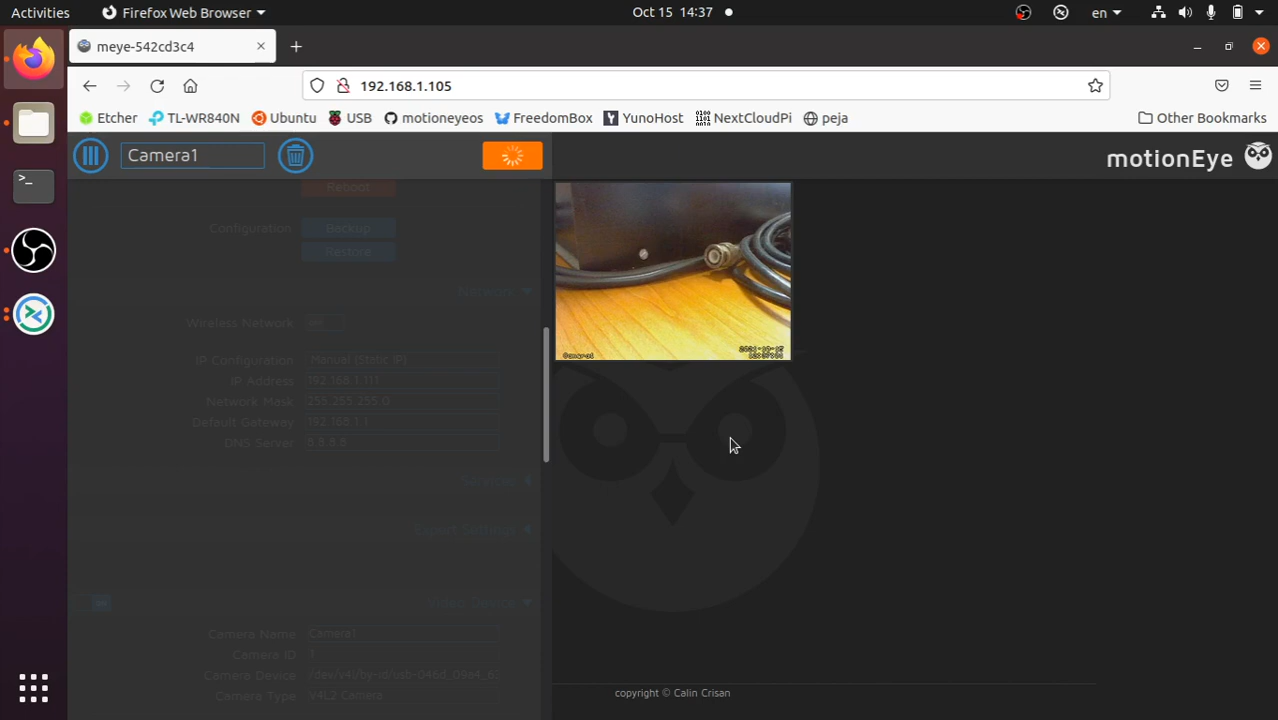 Activities Firefox Web Browser Oct 15 14:37 en
meye-542cd3c4
192.168.1.105
Etcher TL-WR840N Ubuntu USB motioneyeos FreedomBox YunoHost NextCloudPi peja Other Bookmarks
Camera1 motionEye
Reboot
Configuration Backup
Restore
Network
Wireless Network
IP Configuration Manual (Static IP)
IP Address 192.168.1.111
Network Mask 255.255.255.0
Default Gateway 192.168.1.1
DNS Server 8.8.8.8
Services
Expert Settings
Video Device
Camera Name Camera1
Camera ID 1
Camera Device
Camera Type V4L2 Camera
Camera1
copyright © Calin Crisan